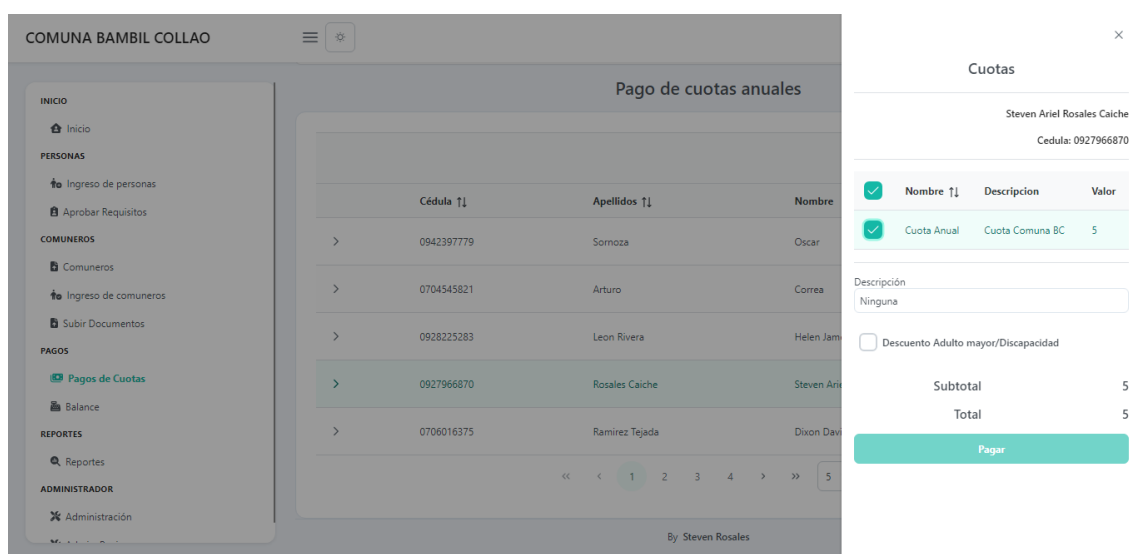 COMUNA BAMBIL COLLAO
INICIO
Inicio
PERSONAS
Ingreso de personas
Aprobar Requisitos
COMUNEROS
Comuneros
Ingreso de comuneros
Subir Documentos
PAGOS
Pagos de Cuotas
Balance
REPORTES
Reportes
ADMINISTRADOR
Administración
Pago de cuotas anuales
Cédula Apellidos Nombre
0942397779 Sornoza Oscar
0704545821 Arturo Correa
0928225283 Leon Rivera Helen
0927966870 Rosales Caiche Steven
0706016375 Ramirez Tejada Dixon
« < 1 2 3 4 > » 5
By Steven Rosales
Cuotas
Steven Ariel Rosales Caiche
Cedula: 0927966870
Nombre Descripcion Valor
Cuota Anual Cuota Comuna BC 5
Descripción
Ninguna
Descuento Adulto mayor/Discapacidad
Subtotal 5
Total 5
Pagar